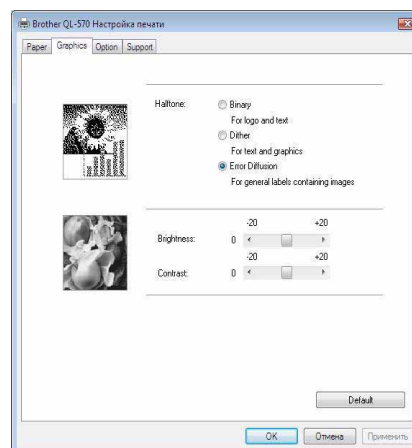 Brother QL-570 Настройка печати
Paper Graphics Option Support
Halftone:
Binary
For logo and text
Dither
For text and graphics
Error Diffusion
For general labels containing images
-20 +20
Brightness: 0
-20 +20
Contrast: 0
Default
OK Отмена Применить